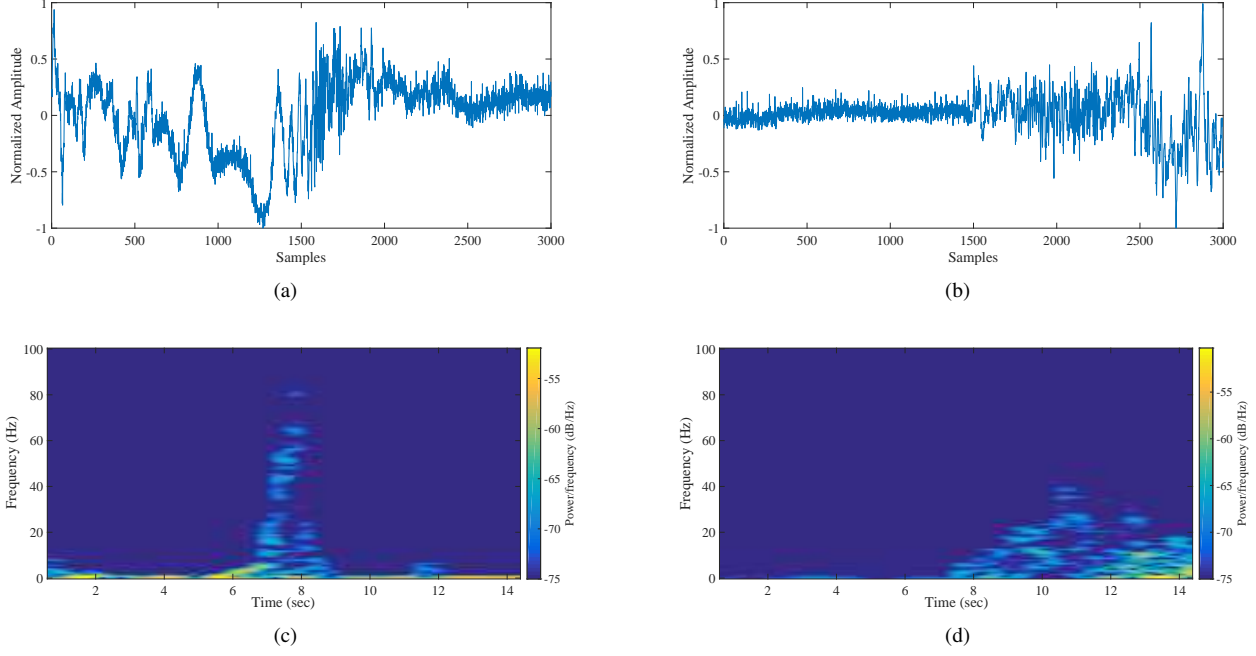 1
0.5
0
-0.5
-1
Normalized Amplitude
0 500 1000 1500 2000 2500 3000
Samples
(a)
1
0.5
0
-0.5
-1
Normalized Amplitude
0 500 1000 1500 2000 2500 3000
Samples
(b)
100
80
60
40
20
0
Frequency (Hz)
2 4 6 8 10 12 14
Time (sec)
-55
-60
-65
-70
-75
Power/frequency (dB/Hz)
(c)
100
80
60
40
20
0
Frequency (Hz)
2 4 6 8 10 12 14
Time (sec)
-55
-60
-65
-70
-75
Power/frequency (dB/Hz)
(d)